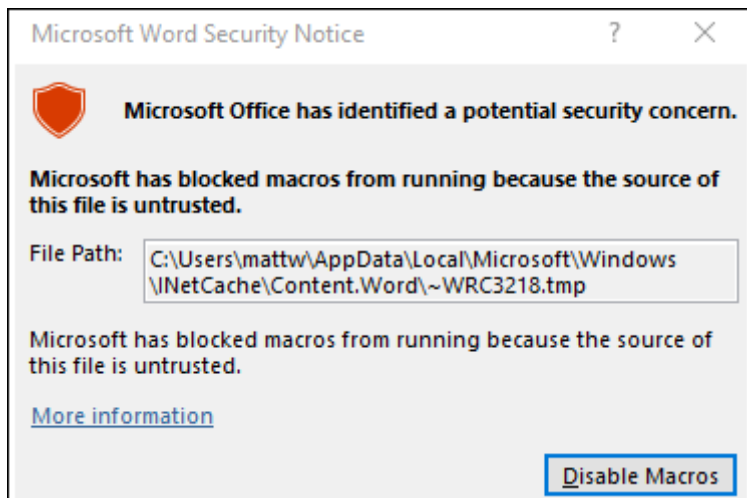 Microsoft Word Security Notice ? ×
Microsoft Office has identified a potential security concern.
Microsoft has blocked macros from running because the source of
this file is untrusted.
File Path: C:\Users\mattw\AppData\Local\Microsoft\Windows
\INetCache\Content.Word\~WRC3218.tmp
Microsoft has blocked macros from running because the source of
this file is untrusted.
More information
Disable Macros